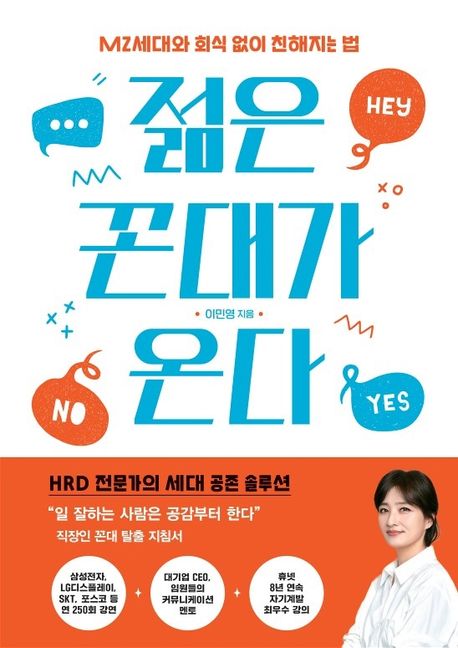 MZ세대와 회식 없이 친해지는 법
HEY
젊은
꼰대가
• 이민영 지음 •
온다
NO
YES
HRD 전문가의 세대 공존 솔루션
“일 잘하는 사람은 공감부터 한다”
직장인 꼰대 탈출 지침서
삼성전자,
LG디스플레이,
SKT, 포스코 등
연 250회 강연
+
대기업 CEO,
임원들의
커뮤니케이션
멘토
+
휴넷
8년 연속
자기계발
최우수 강의